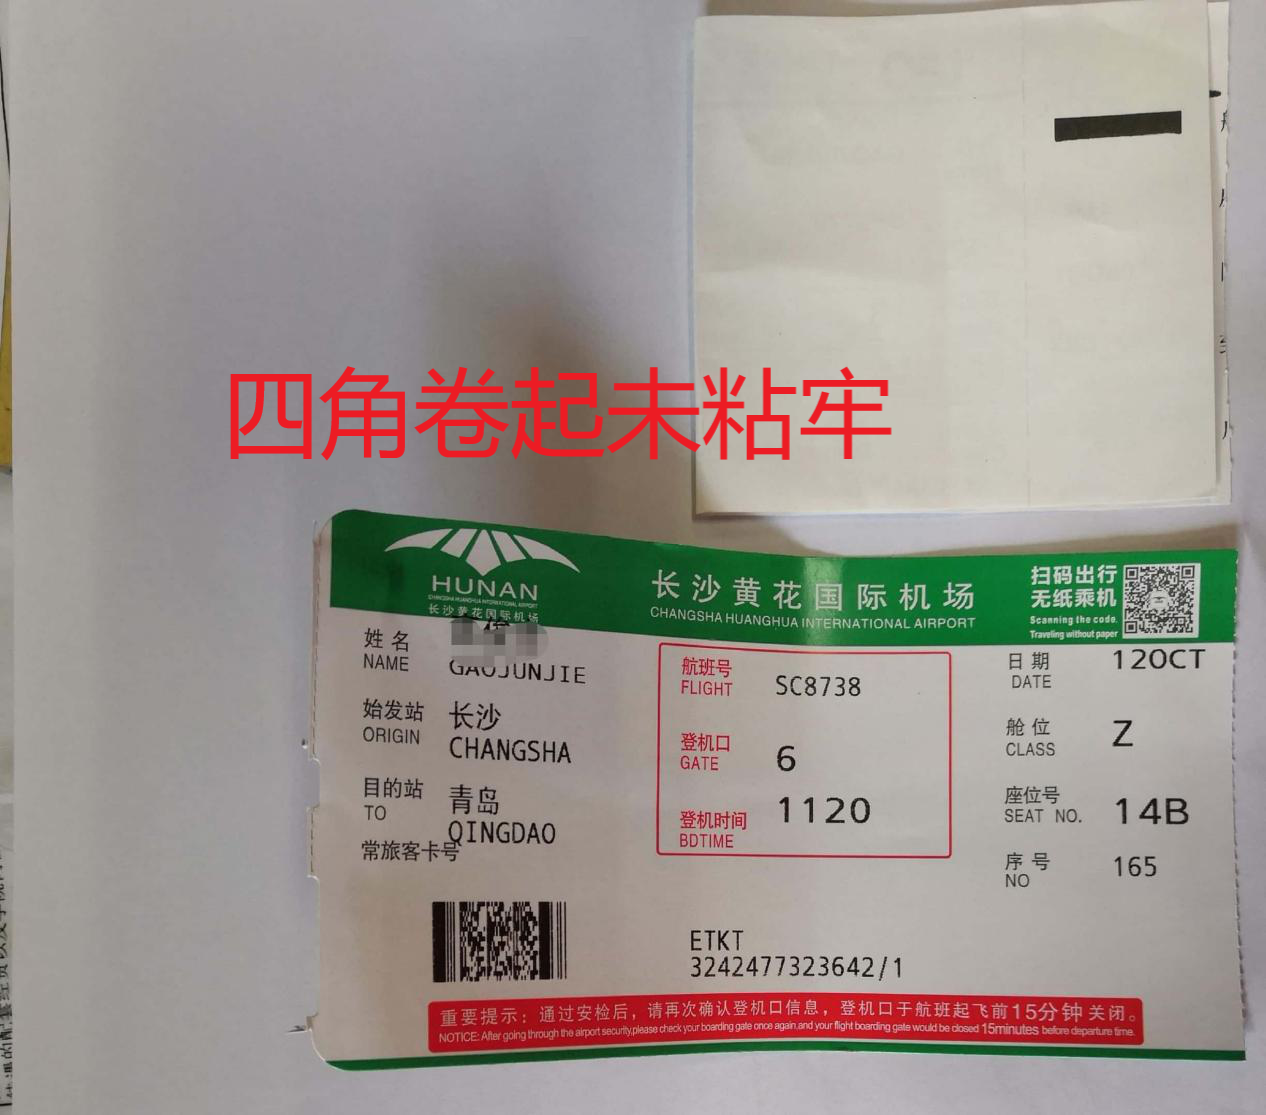 四角卷起未粘牢
HUNAN
CHANGSHA HUANGHUA INTERNATIONAL AIRPORT
长沙黄花国际机场
长沙黄花国际机场
CHANGSHA HUANGHUA INTERNATIONAL AIRPORT
扫码出行
无纸乘机
Scanning the code.
Traveling without paper
姓名
NAME
GAOJUNJIE
始发站 长沙
ORIGIN CHANGSHA
目的站 青岛
TO QINGDAO
常旅客卡号
航班号
FLIGHT SC8738
登机口
GATE 6
登机时间 1120
BDTIME
日期 12OCT
DATE
舱位 Z
CLASS
座位号 14B
SEAT NO.
序号 165
NO
ETKT
3242477323642/1
重要提示：通过安检后，请再次确认登机口信息，登机口于航班起飞前15分钟关闭。
NOTICE: After going through the airport security,please check your boarding gate once again,and your flight boarding gate would be closed 15minutes before departure time.